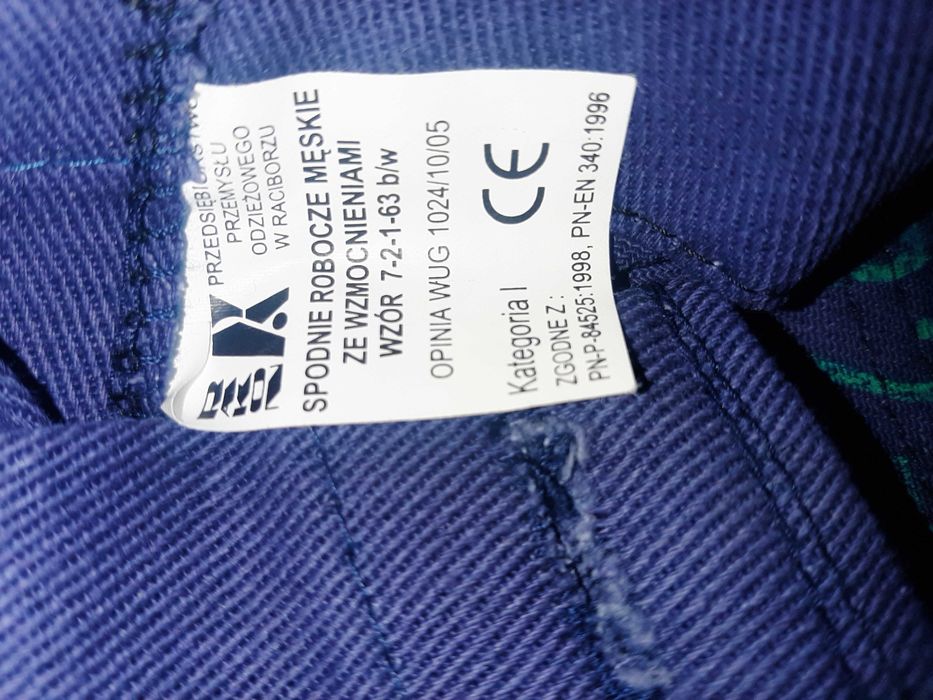 PRZEMYSŁU
ODZIEŻOWEGO
W RACIBORZU
SPODNIE ROBOCZE MĘSKIE
ZE WZMOCNIENIAMI
WZÓR 7-2-1-63 b/w
OPINIA WUG 1024/10/05
CE
Kategoria I
ZGODNE Z :
PN-P-84525:1998, PN-EN 340:1996